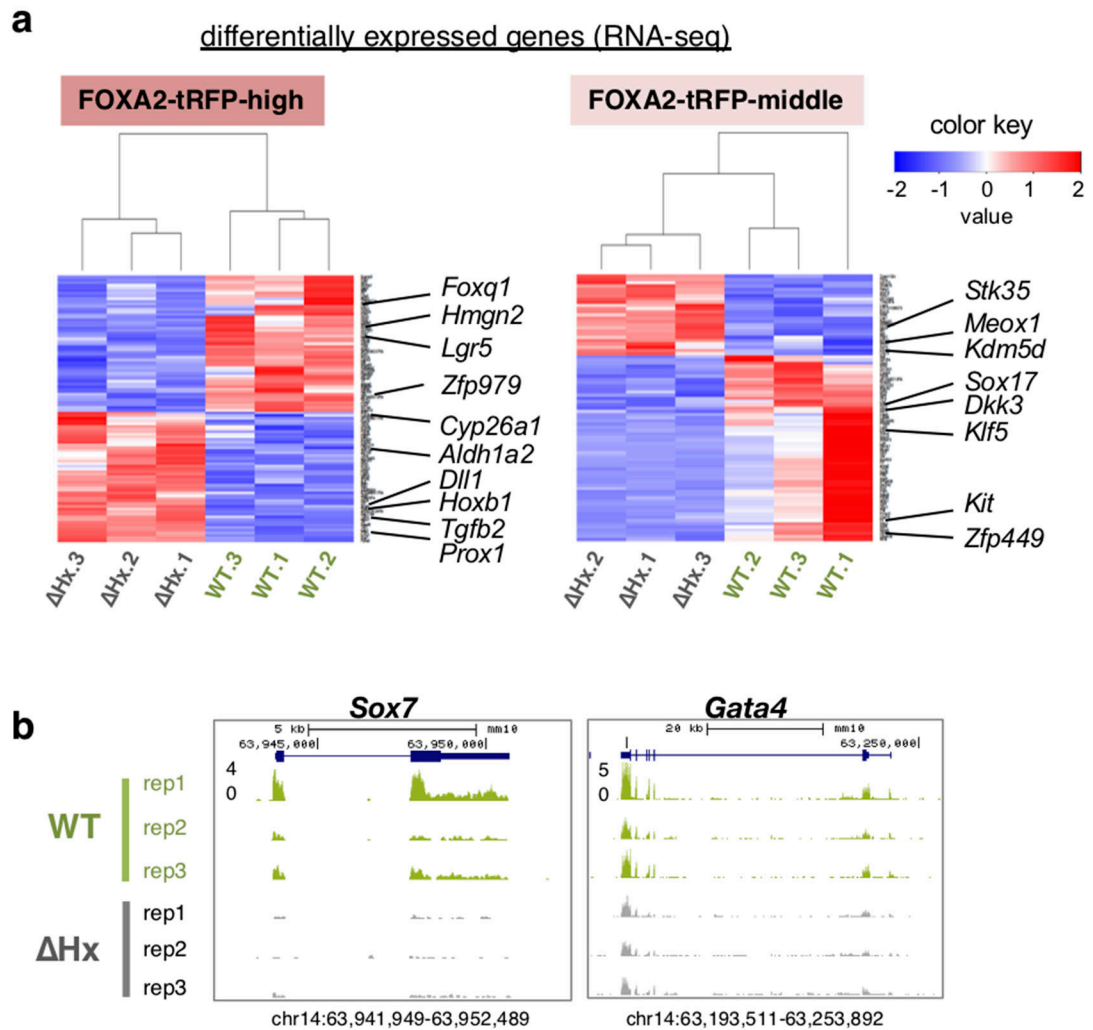 a
differentially expressed genes (RNA-seq)
FOXA2-tRFP-high
FOXA2-tRFP-middle
color key
-2 -1 0 1 2
value
Foxq1
Hmgn2
Lgr5
Zfp979
Cyp26a1
Aldh1a2
Dll1
Hoxb1
Tgfb2
Prox1
Stk35
Meox1
Kdm5d
Sox17
Dkk3
Klf5
Kit
Zfp449
ΔHx.3 ΔHx.2 ΔHx.1 WT.3 WT.1 WT.2
ΔHx.2 ΔHx.1 ΔHx.3 WT.2 WT.3 WT.1
b
Sox7
Gata4
5 kb mm10
63,945,000 63,950,000
20 kb mm10
63,250,000
4
0
5
0
WT
rep1
rep2
rep3
ΔHx
rep1
rep2
rep3
chr14:63,941,949-63,952,489
chr14:63,193,511-63,253,892